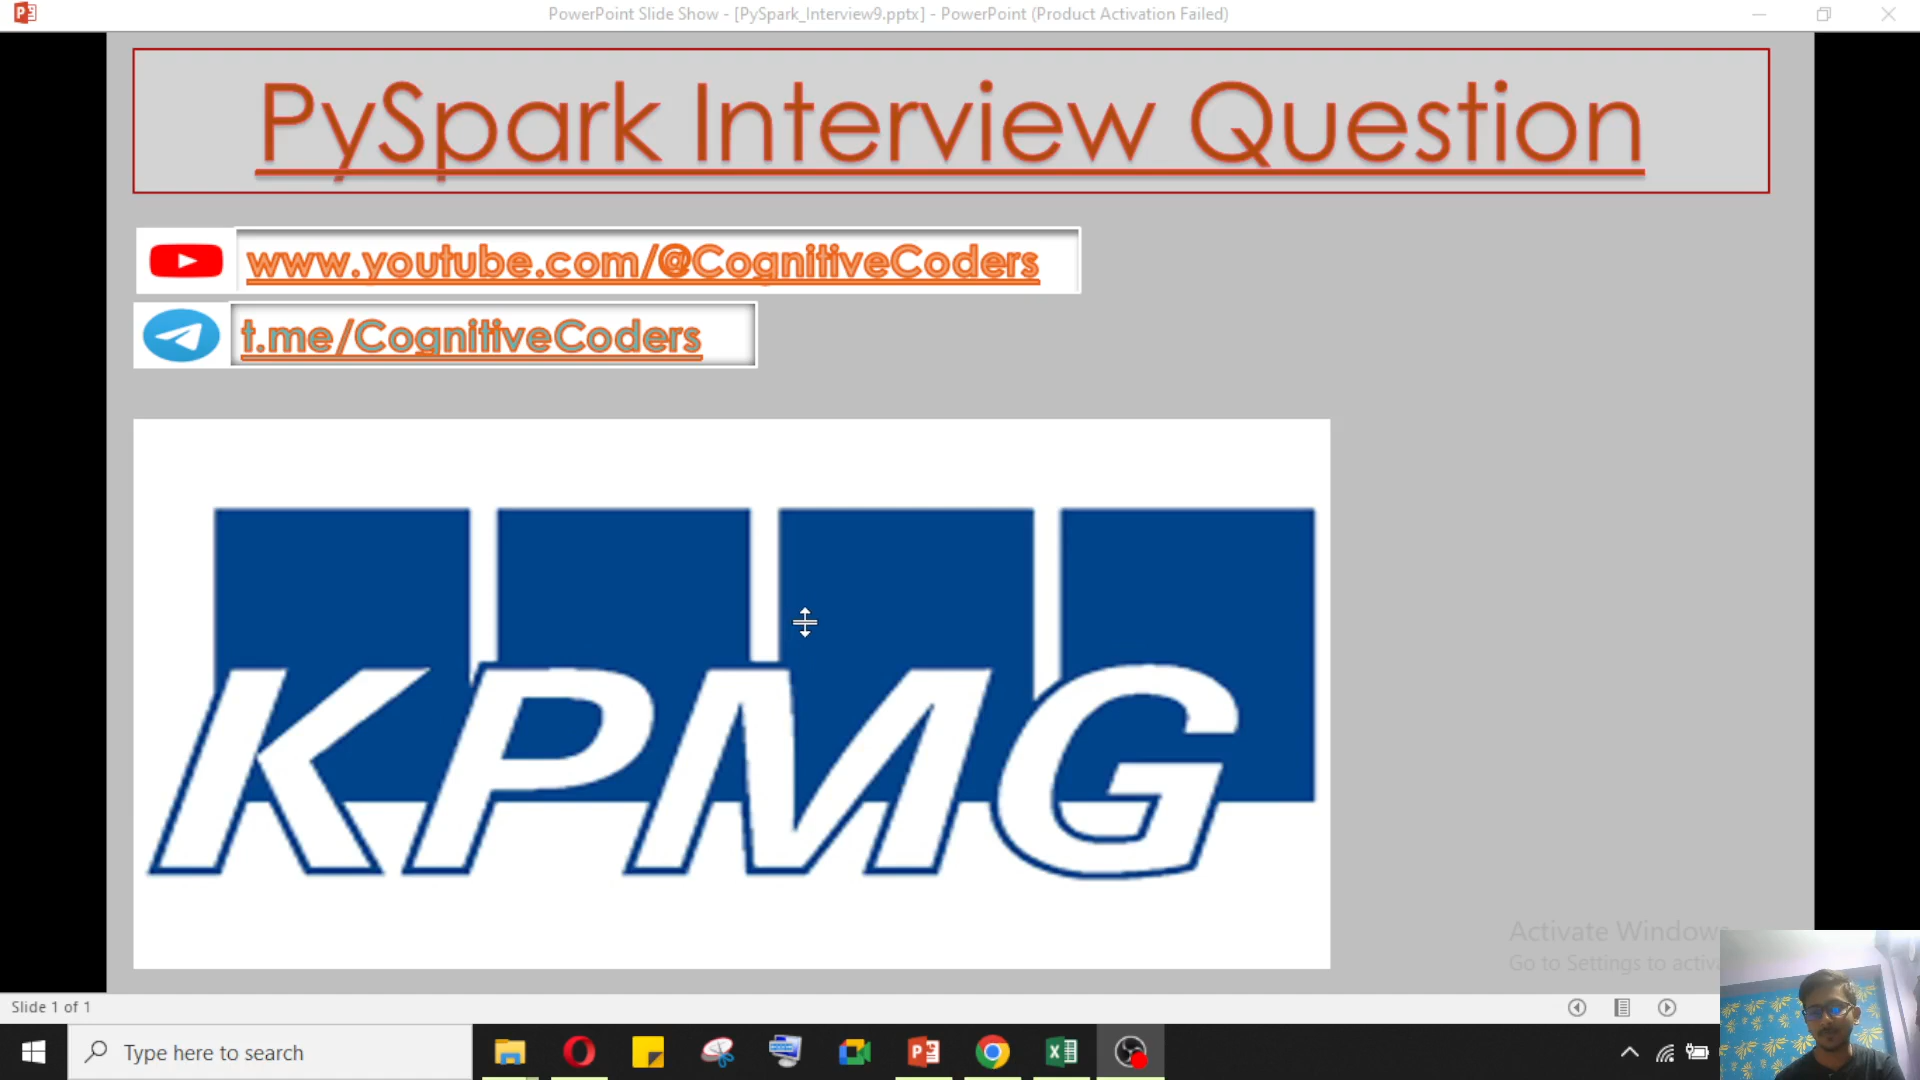 PowerPoint Slide Show - [PySpark_Interview9.pptx] - PowerPoint (Product Activation Failed)
PySpark Interview Question
www.youtube.com/@CognitiveCoders
t.me/CognitiveCoders
KPMG
Activate Windows
Go to Settings to
Slide 1 of 1
Type here to search